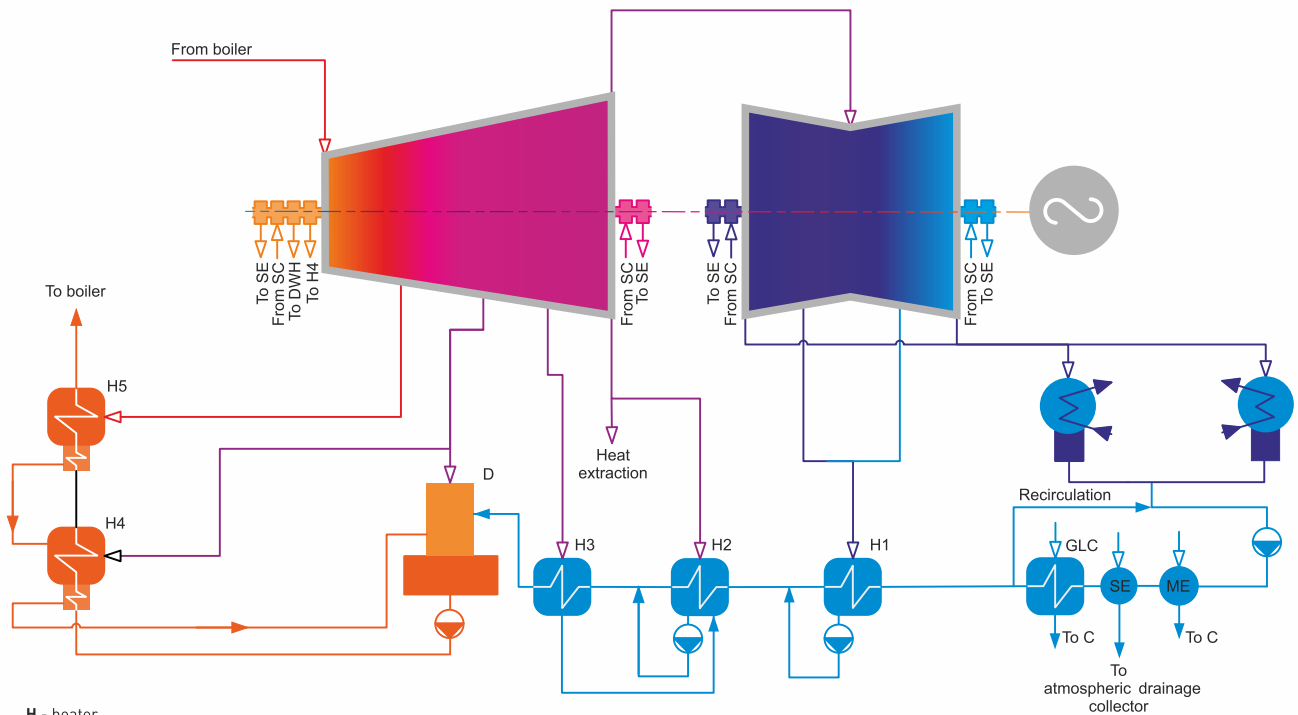 From boiler
To SE
From SC
To DWH
To H4
From SC
To SE
To SE
From SC
From SC
To SE
To boiler
H5
Heat
extraction
D
Recirculation
H4
H3
H2
H1
GLC
SE
ME
To C
To C
To
atmospheric drainage
collector
H - heater